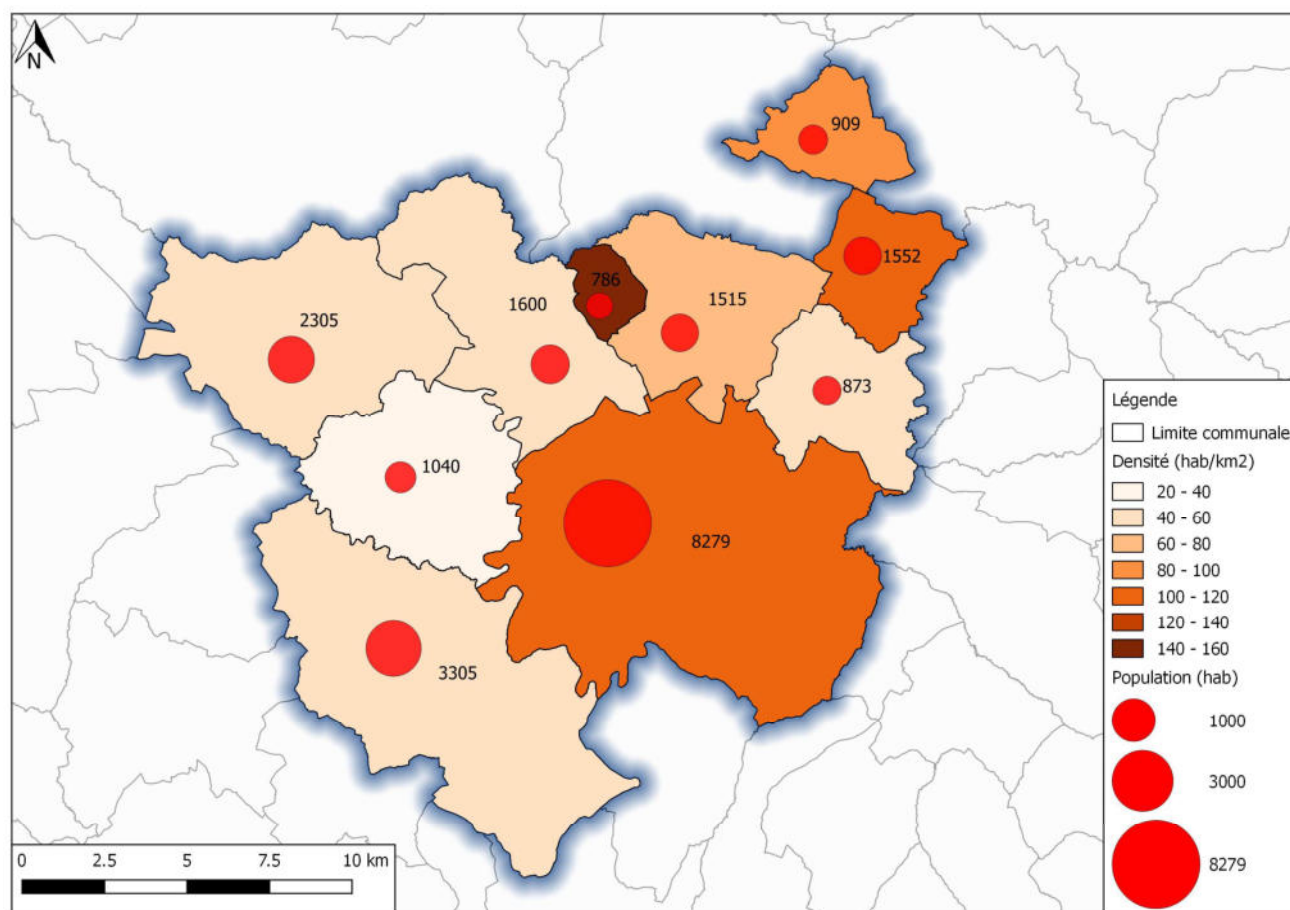 N
909
1552
786
1515
1600
2305
873
1040
8279
3305
Légende
Limite communale
Densité (hab/km2)
20 - 40
40 - 60
60 - 80
80 - 100
100 - 120
120 - 140
140 - 160
Population (hab)
1000
3000
8279
0 2.5 5 7.5 10 km